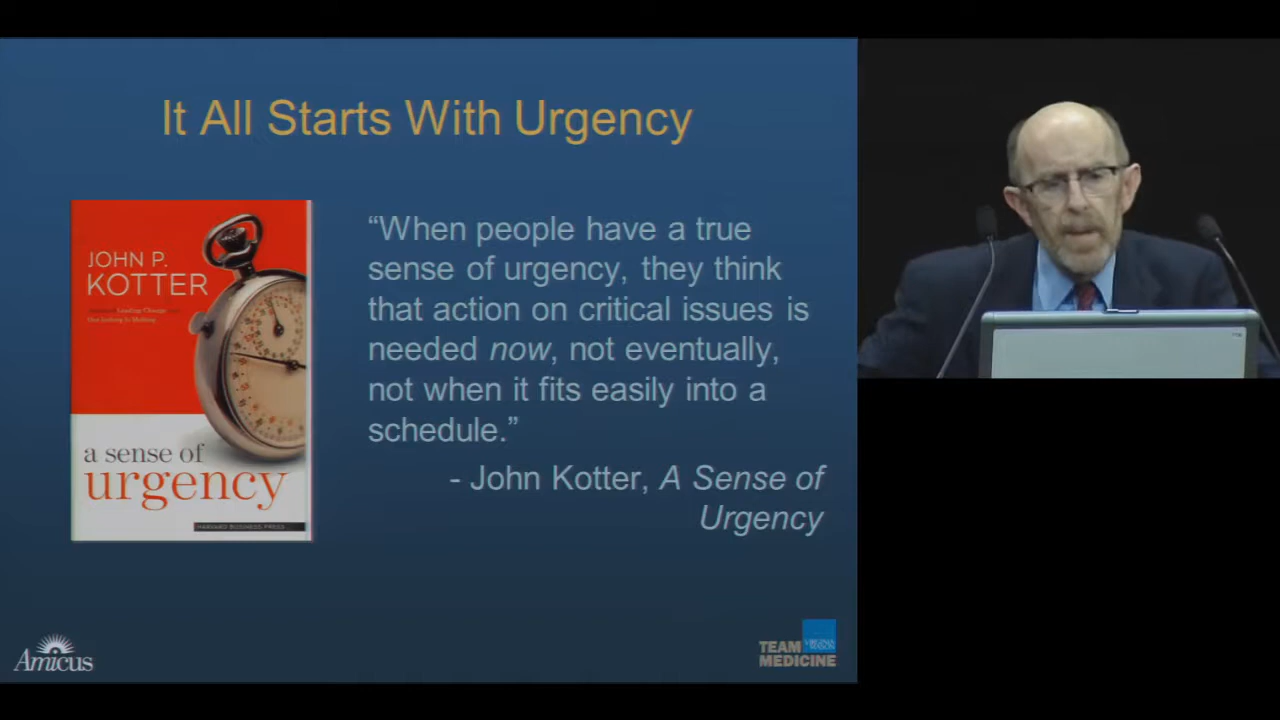 It All Starts With Urgency
JOHN P.
KOTTER
a sense of
urgency
HARVARD BUSINESS PRESS
“When people have a true
sense of urgency, they think
that action on critical issues is
needed now, not eventually,
not when it fits easily into a
schedule.”
- John Kotter, A Sense of
Urgency
Amicus
TEAM
MEDICINE
VIRGINIA
MASON